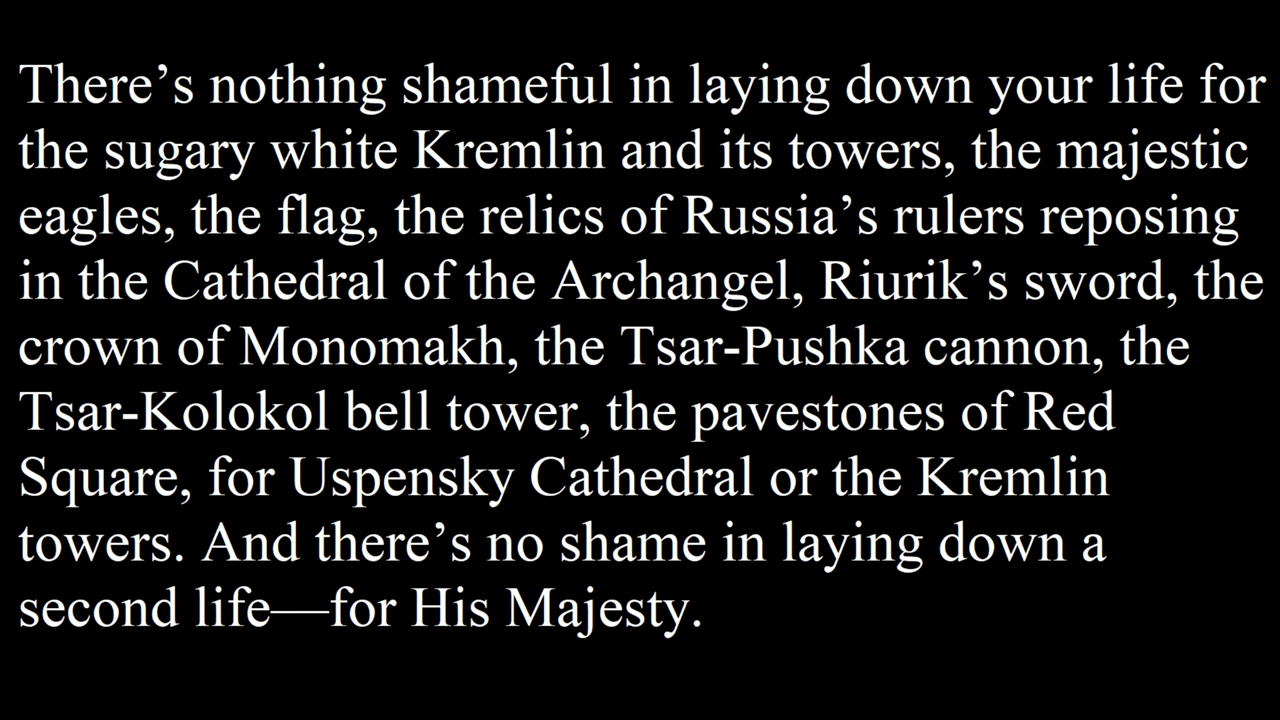 There’s nothing shameful in laying down your life for
the sugary white Kremlin and its towers, the majestic
eagles, the flag, the relics of Russia’s rulers reposing
in the Cathedral of the Archangel, Riurik’s sword, the
crown of Monomakh, the Tsar-Pushka cannon, the
Tsar-Kolokol bell tower, the pavestones of Red
Square, for Uspensky Cathedral or the Kremlin
towers. And there’s no shame in laying down a
second life—for His Majesty.